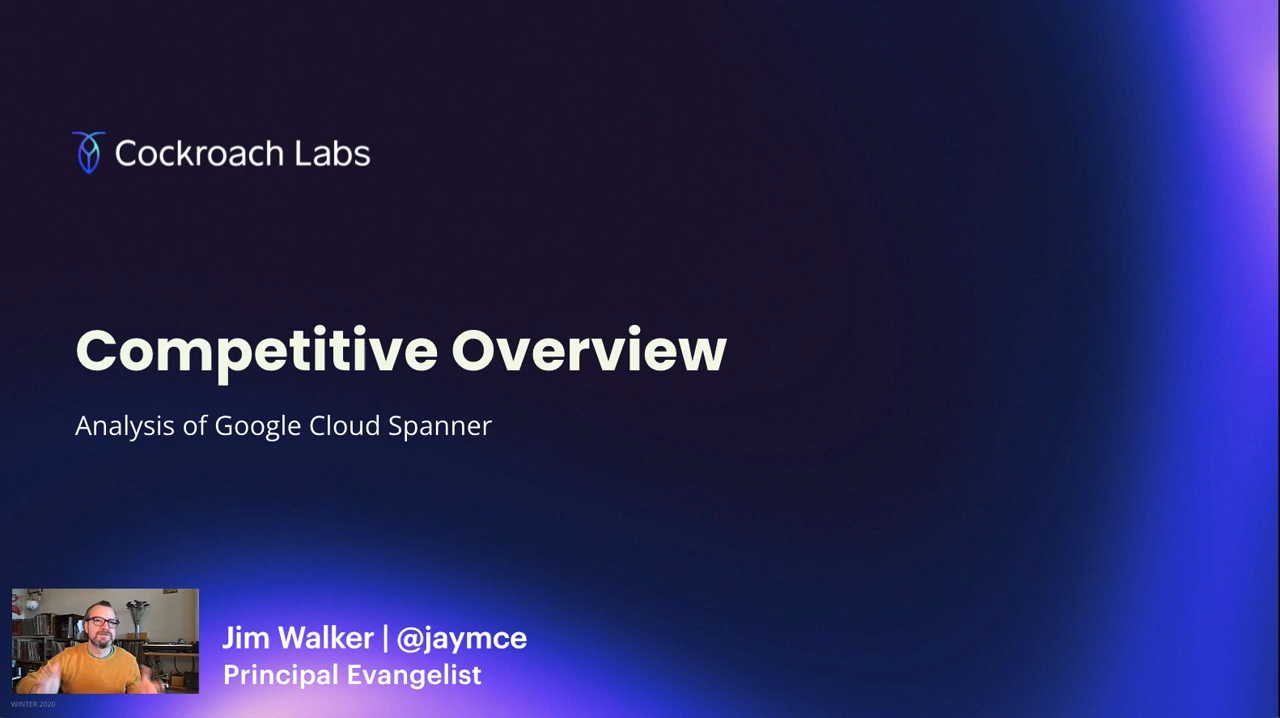 Cockroach Labs
Competitive Overview
Analysis of Google Cloud Spanner
Jim Walker | @jaymce
Principal Evangelist
WINTER 2020